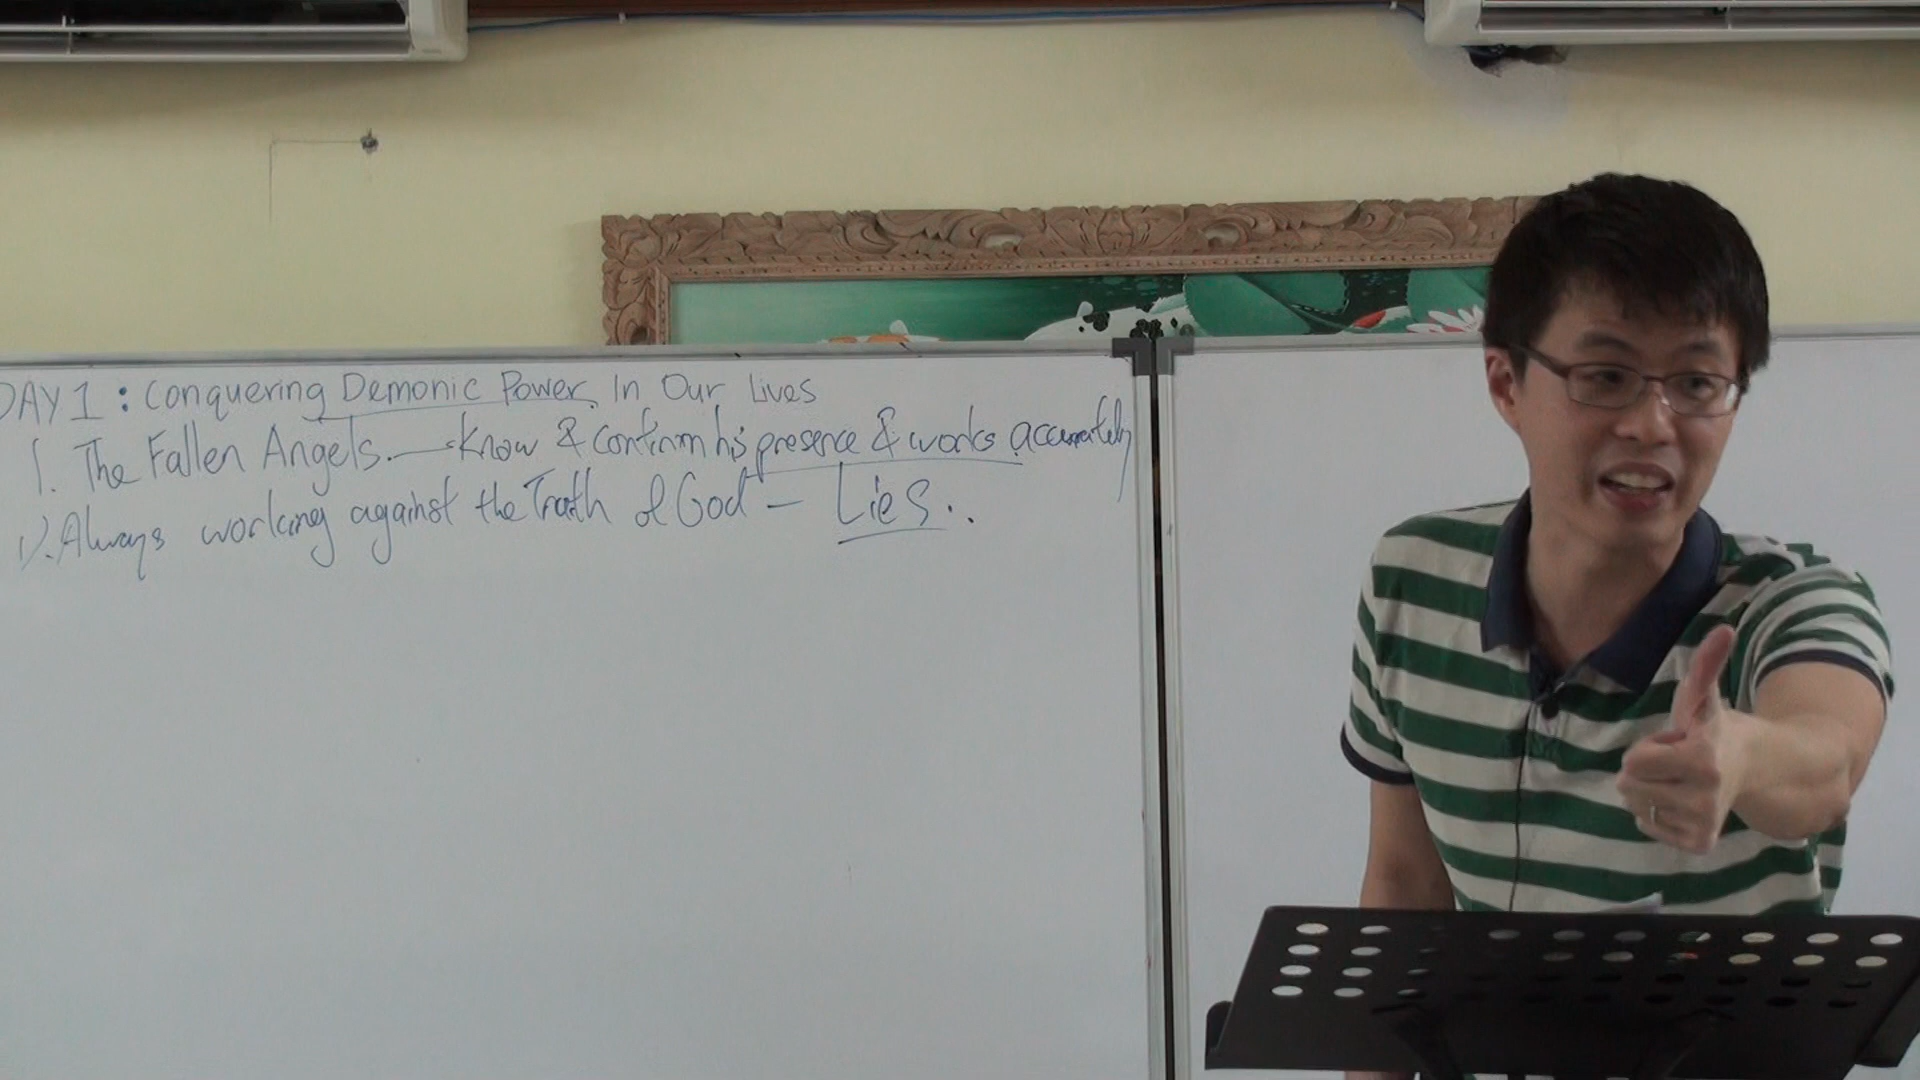 DAY 1 : Conquering Demonic Power In Our Lives
1. The Fallen Angels. — Know & confirm his presence & works accurately
1). Always working against the Truth of God – Lies..